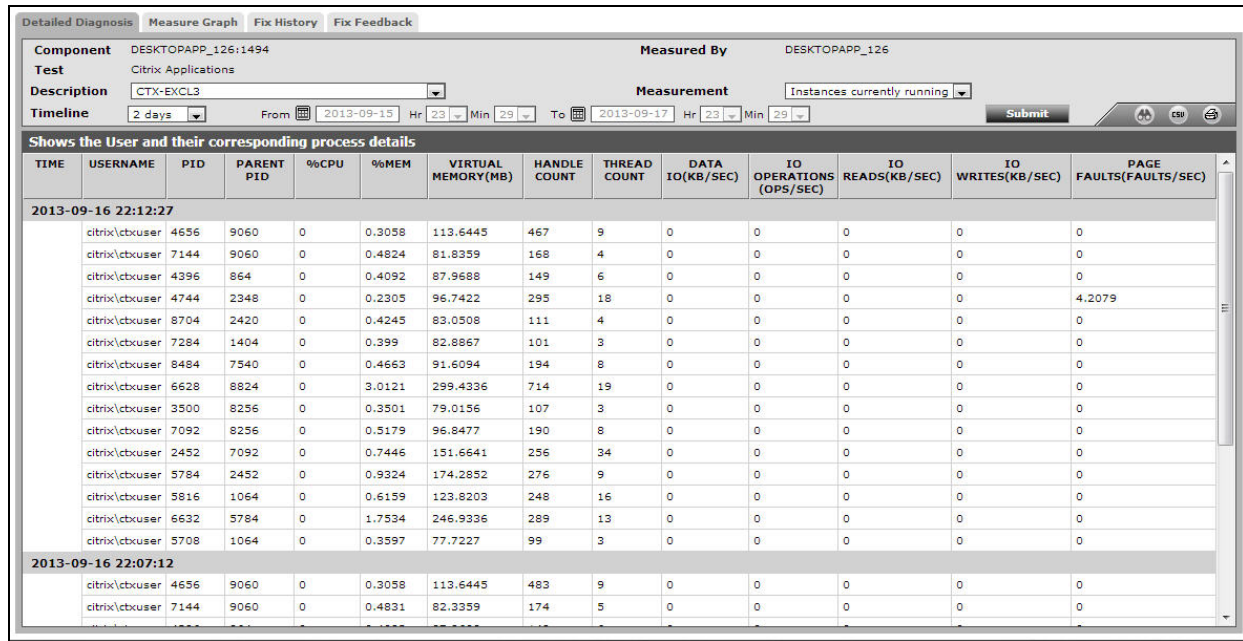 Detailed Diagnosis Measure Graph Fix History Fix Feedback
Component DESKTOPAPP_126:1494 Measured By DESKTOPAPP_126
Test Citrix Applications
Description CTX-EXCL3 Measurement Instances currently running
Timeline 2 days From 2013-09-15 Hr 23 Min 29 To 2013-09-17 Hr 23 Min 29 Submit CSV
Shows the User and their corresponding process details
TIME USERNAME PID PARENT PID %CPU %MEM VIRTUAL MEMORY(MB) HANDLE COUNT THREAD COUNT DATA IO(KB/SEC) IO OPERATIONS (OPS/SEC) IO READS(KB/SEC) IO WRITES(KB/SEC) PAGE FAULTS(FAULTS/SEC)
2013-09-16 22:12:27
citrix\ctxuser 4656 9060 0 0.3058 113.6445 467 9 0 0 0 0 0
citrix\ctxuser 7144 9060 0 0.4824 81.8359 168 4 0 0 0 0 0
citrix\ctxuser 4396 864 0 0.4092 87.9688 149 6 0 0 0 0 0
citrix\ctxuser 4744 2348 0 0.2305 96.7422 295 18 0 0 0 0 4.2079
citrix\ctxuser 8704 2420 0 0.4245 83.0508 111 4 0 0 0 0 0
citrix\ctxuser 7284 1404 0 0.399 82.8867 101 3 0 0 0 0 0
citrix\ctxuser 8484 7540 0 0.4663 91.6094 194 8 0 0 0 0 0
citrix\ctxuser 6628 8824 0 3.0121 299.4336 714 19 0 0 0 0 0
citrix\ctxuser 3500 8256 0 0.3501 79.0156 107 3 0 0 0 0 0
citrix\ctxuser 7092 8256 0 0.5179 96.8477 190 8 0 0 0 0 0
citrix\ctxuser 2452 7092 0 0.7446 151.6641 256 34 0 0 0 0 0
citrix\ctxuser 5784 2452 0 0.9324 174.2852 276 9 0 0 0 0 0
citrix\ctxuser 5816 1064 0 0.6159 123.8203 248 16 0 0 0 0 0
citrix\ctxuser 6632 5784 0 1.7534 246.9336 289 13 0 0 0 0 0
citrix\ctxuser 5708 1064 0 0.3597 77.7227 99 3 0 0 0 0 0
2013-09-16 22:07:12
citrix\ctxuser 4656 9060 0 0.3058 113.6445 483 9 0 0 0 0 0
citrix\ctxuser 7144 9060 0 0.4831 82.3359 174 5 0 0 0 0 0